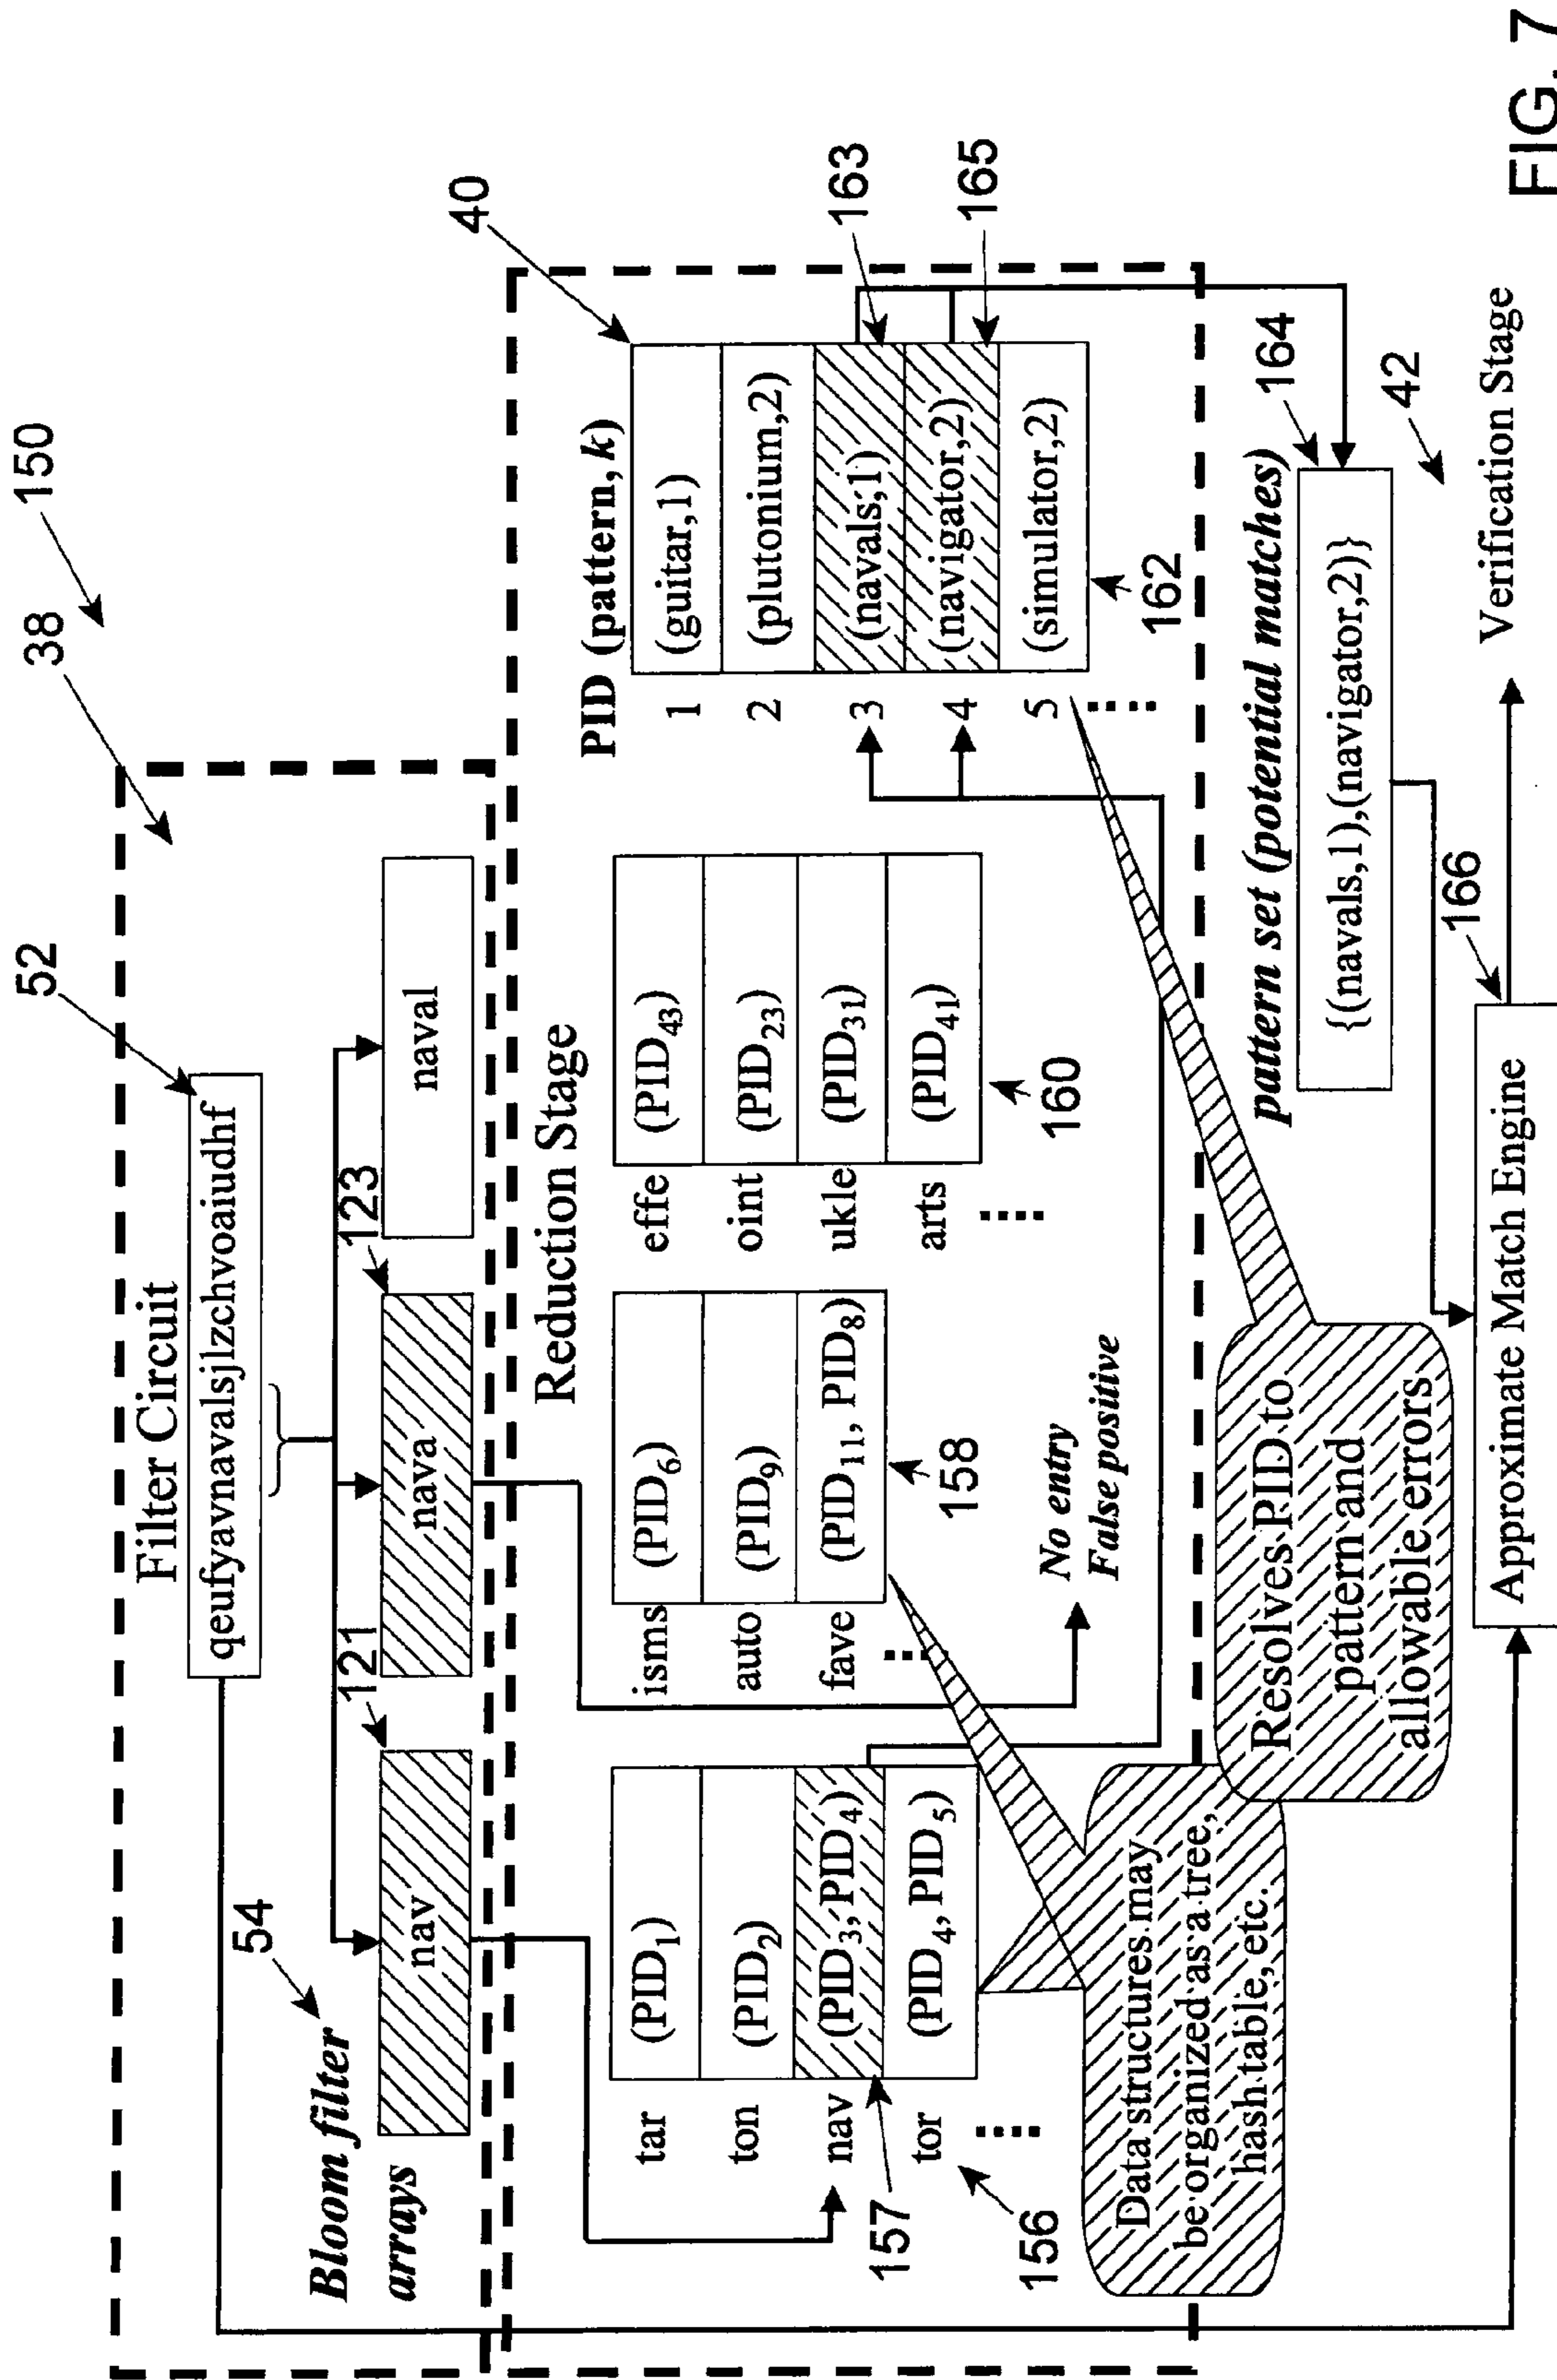 38
150
Filter Circuit
52
qeufyavnavalsjlzchvoaiudhf
54
Bloom filter
arrays
121
123
nav
nava
naval
Reduction Stage
40
PID (pattern, k)
tar (PID1)
ton (PID2)
nav (PID3, PID4)
tor (PID4, PID5)
157
156
isms (PID6)
auto (PID9)
fave (PID11, PID8)
158
effe (PID43)
oint (PID23)
ukle (PID31)
arts (PID41)
160
1 (guitar,1)
2 (plutonium,2)
3 (navals,1)
4 (navigator,2)
5 (simulator,2)
162
163
165
No entry
False positive
Data structures may
be organized as a tree,
hash table, etc.
Resolves PID to
pattern and
allowable errors
pattern set (potential matches)
164
{(navals,1),(navigator,2)}
42
166
Approximate Match Engine
Verification Stage
FIG. 7